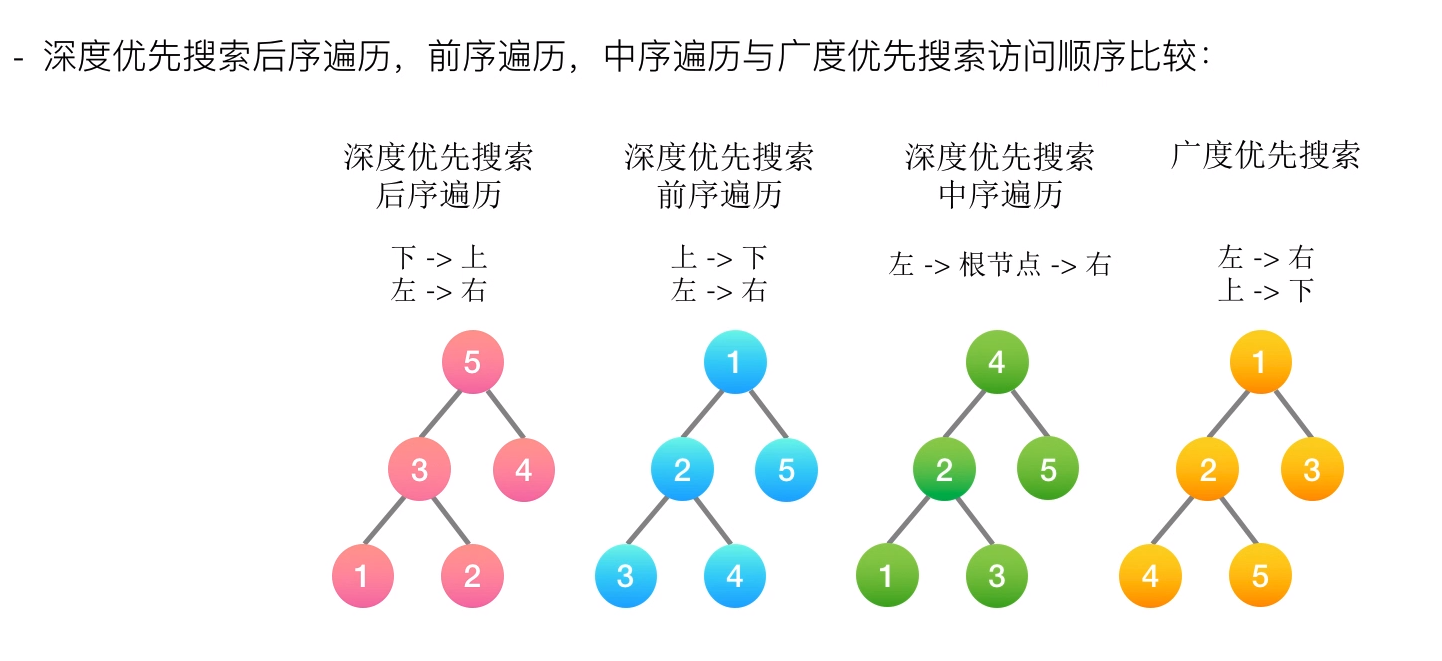 - 深度优先搜索后序遍历，前序遍历，中序遍历与广度优先搜索访问顺序比较：
深度优先搜索
后序遍历
下 -> 上
左 -> 右
5
3 4
1 2
深度优先搜索
前序遍历
上 -> 下
左 -> 右
1
2 5
3 4
深度优先搜索
中序遍历
左 -> 根节点 -> 右
4
2 5
1 3
广度优先搜索
左 -> 右
上 -> 下
1
2 3
4 5